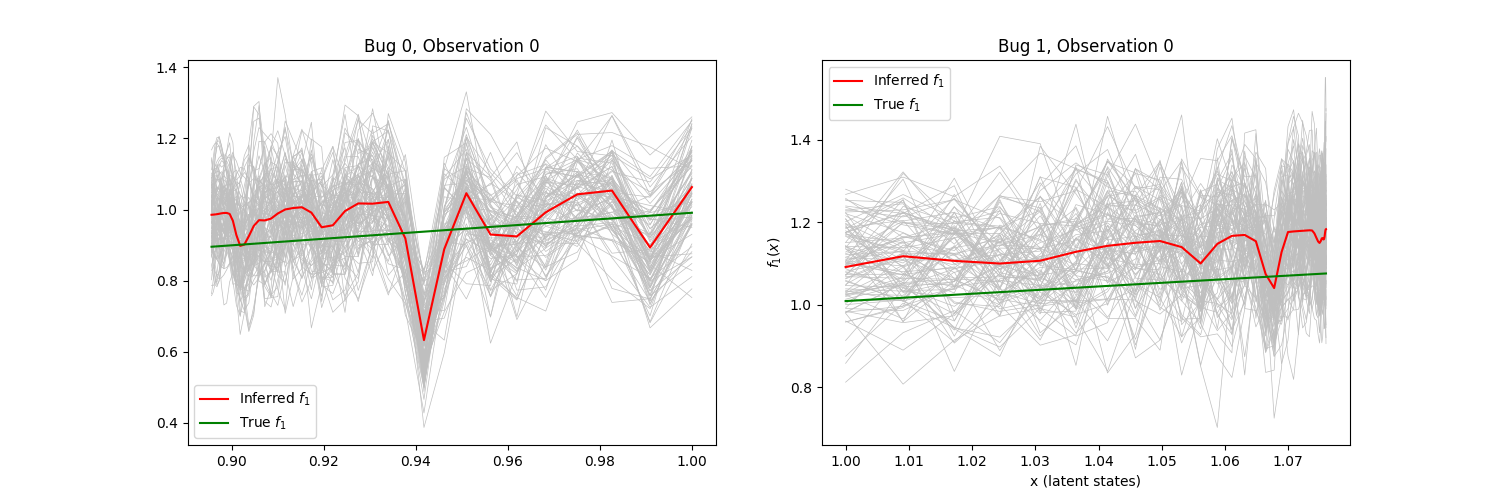 Bug 0, Observation 0
1.4
1.2
1.0
0.8
0.6
0.4
Inferred f₁
True f₁
0.90 0.92 0.94 0.96 0.98 1.00
Bug 1, Observation 0
Inferred f₁
True f₁
f₁(x)
1.4
1.2
1.0
0.8
1.00 1.01 1.02 1.03 1.04 1.05 1.06 1.07
x (latent states)